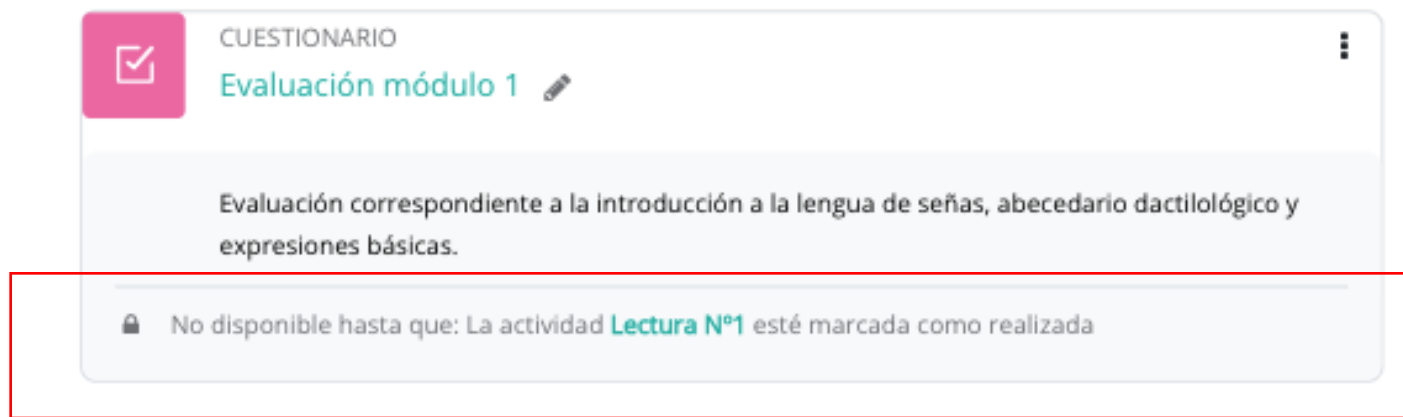 CUESTIONARIO
Evaluación módulo 1
Evaluación correspondiente a la introducción a la lengua de señas, abecedario dactilológico y
expresiones básicas.
No disponible hasta que: La actividad Lectura Nº1 esté marcada como realizada